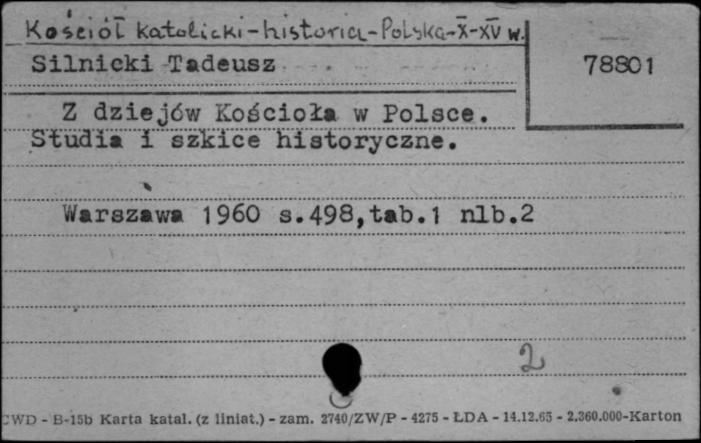 Kościół katolicki-historia-Polska-X-XV w.
Silnicki Tadeusz
78801
Z dziejów Kościoła w Polsce.
Studia i szkice historyczne.
Warszawa 1960 s.498,tab.1 nlb.2
2
CWD - B-15b Karta katal. (z liniat.) - zam. 2740/ZW/P - 4275 - ŁDA - 14.12.65 - 2.360.000-Karton